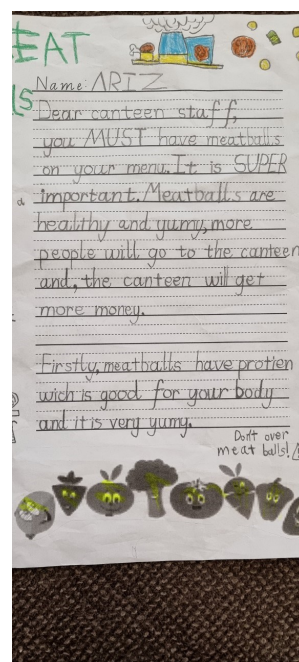 EAT
LS
Name: ARIZ
Dear canteen staff,
you MUST have meatballs
on your menu. It is SUPER
important. Meatballs are
healthy and yumy, more
people will go to the canteen
and, the canteen will get
more money.
Firstly, meatballs have protien
wich is good for your body
and it is very yumy.
Don't over
meat balls!